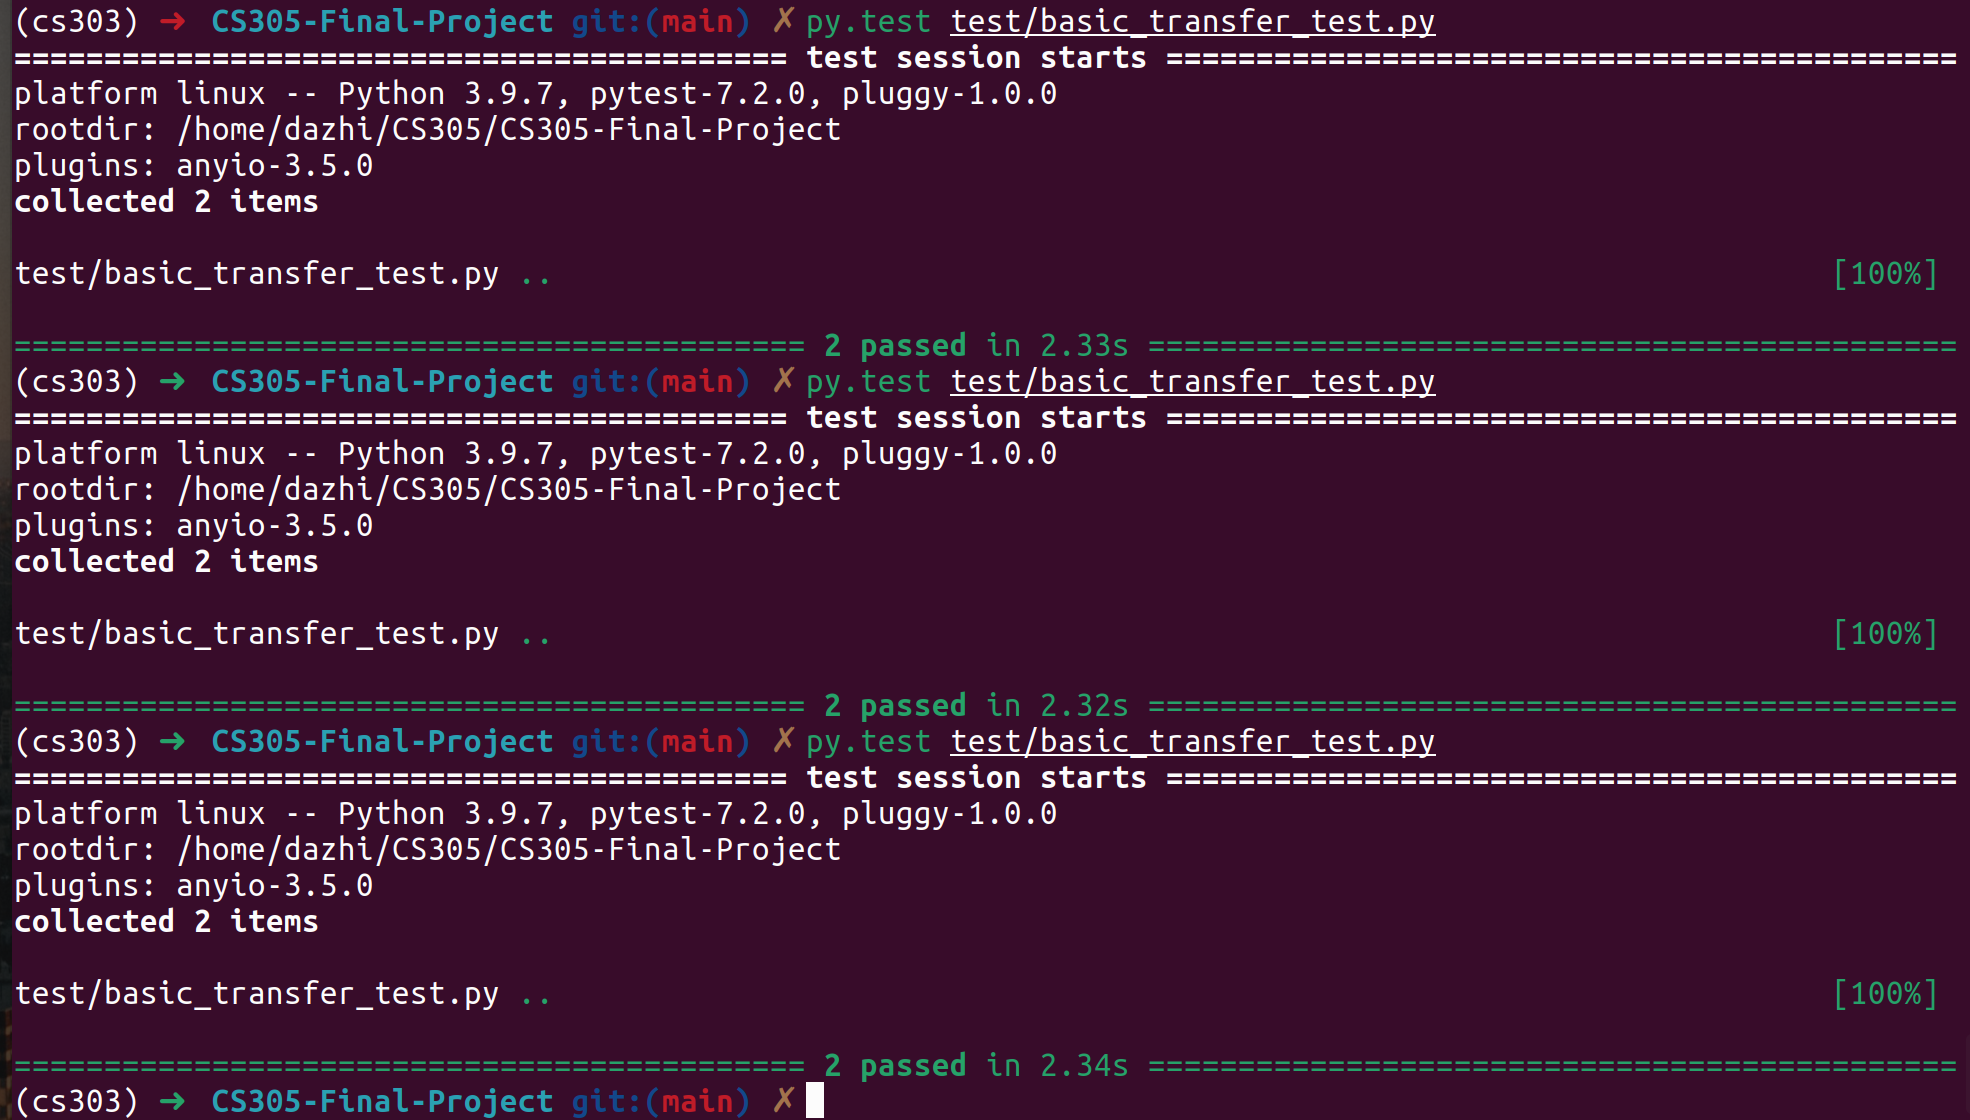 (cs303) ➜ CS305-Final-Project git:(main) ✗ py.test test/basic_transfer_test.py
=========================================== test session starts ============================================
platform linux -- Python 3.9.7, pytest-7.2.0, pluggy-1.0.0
rootdir: /home/dazhi/CS305/CS305-Final-Project
plugins: anyio-3.5.0
collected 2 items
test/basic_transfer_test.py .. [100%]
============================================ 2 passed in 2.33s =============================================
(cs303) ➜ CS305-Final-Project git:(main) ✗ py.test test/basic_transfer_test.py
=========================================== test session starts ============================================
platform linux -- Python 3.9.7, pytest-7.2.0, pluggy-1.0.0
rootdir: /home/dazhi/CS305/CS305-Final-Project
plugins: anyio-3.5.0
collected 2 items
test/basic_transfer_test.py .. [100%]
============================================ 2 passed in 2.32s =============================================
(cs303) ➜ CS305-Final-Project git:(main) ✗ py.test test/basic_transfer_test.py
=========================================== test session starts ============================================
platform linux -- Python 3.9.7, pytest-7.2.0, pluggy-1.0.0
rootdir: /home/dazhi/CS305/CS305-Final-Project
plugins: anyio-3.5.0
collected 2 items
test/basic_transfer_test.py .. [100%]
============================================ 2 passed in 2.34s =============================================
(cs303) ➜ CS305-Final-Project git:(main) ✗